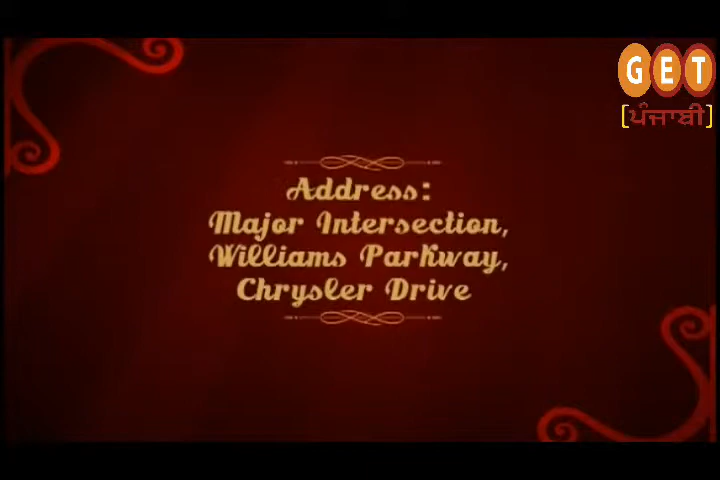 GET
[ਪੰਜਾਬੀ]
Address:
Major Intersection,
Williams Parkway,
Chrysler Drive